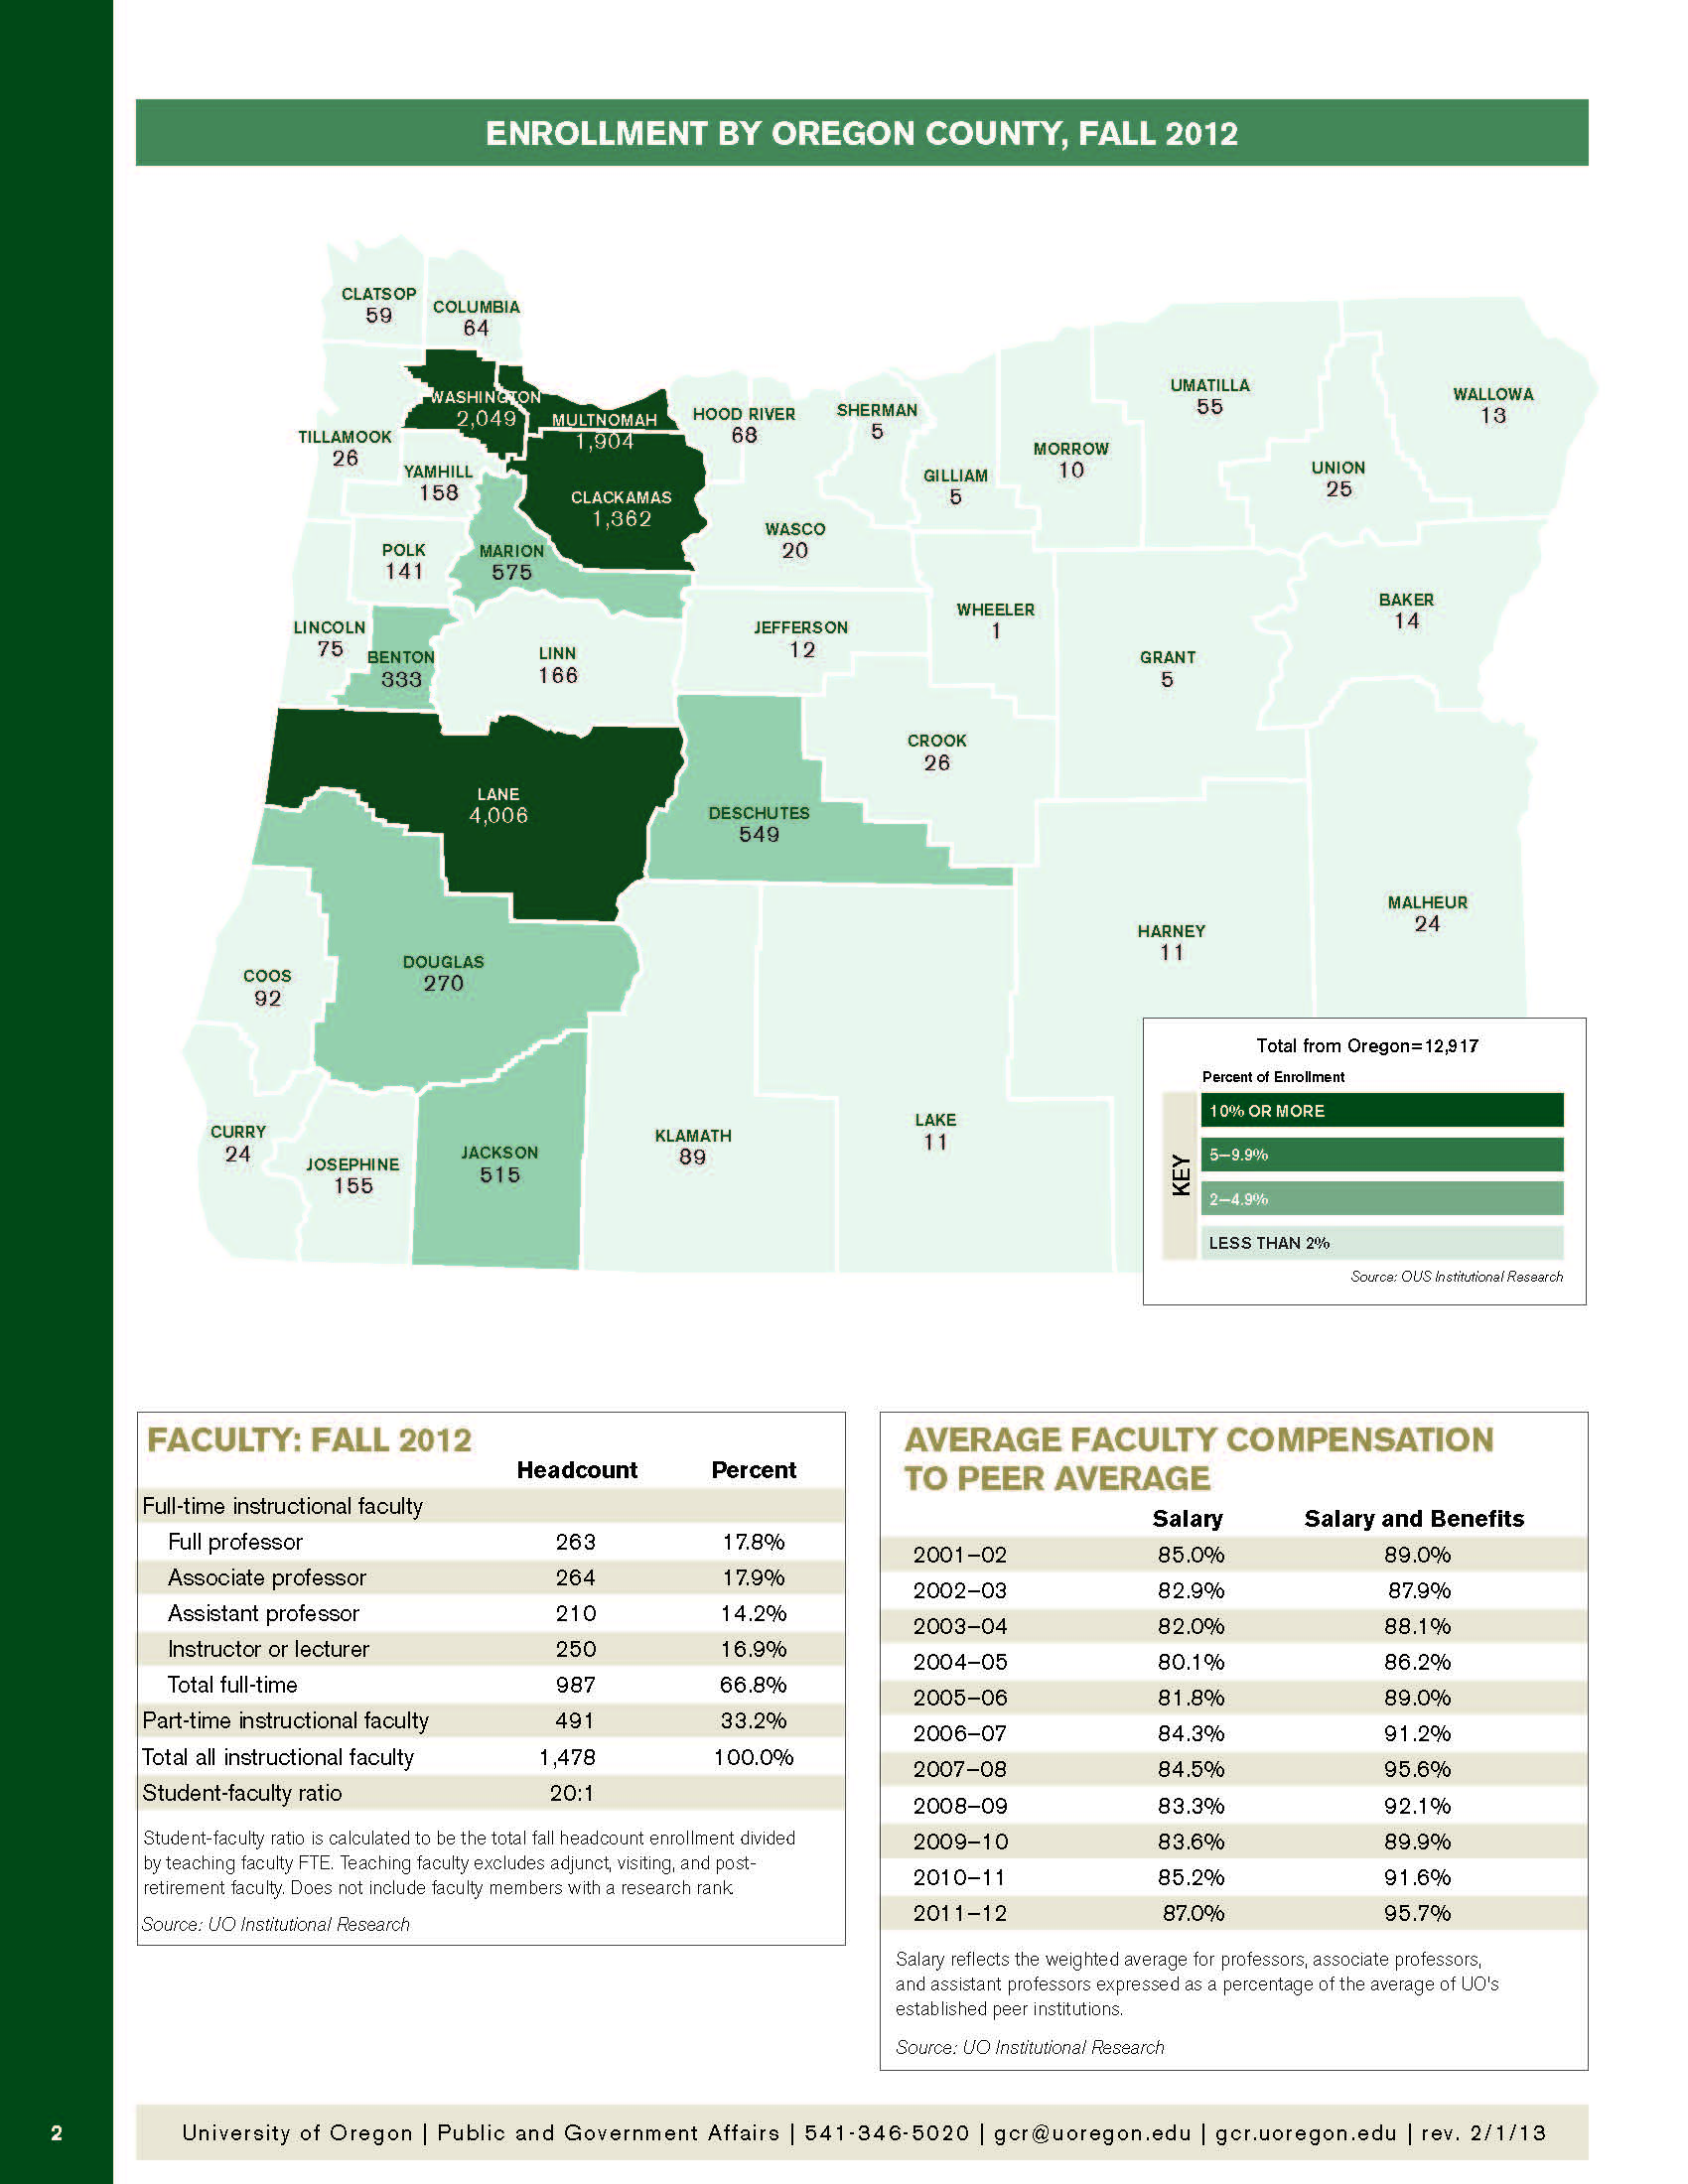 ENROLLMENT BY OREGON COUNTY, FALL 2012
CLATSOP
59
COLUMBIA
64
WASHINGTON
2,049
MULTNOMAH
1,904
HOOD RIVER
68
SHERMAN
5
UMATILLA
55
WALLOWA
13
TILLAMOOK
26
YAMHILL
158
CLACKAMAS
1,362
GILLIAM
5
MORROW
10
UNION
25
WASCO
20
POLK
141
MARION
575
WHEELER
1
BAKER
14
LINCOLN
75
BENTON
333
LINN
166
JEFFERSON
12
GRANT
5
CROOK
26
LANE
4,006
DESCHUTES
549
MALHEUR
24
HARNEY
11
COOS
92
DOUGLAS
270
CURRY
24
JOSEPHINE
155
JACKSON
515
KLAMATH
89
LAKE
11
Total from Oregon=12,917
Percent of Enrollment
KEY
10% OR MORE
5–9.9%
2–4.9%
LESS THAN 2%
Source: OUS Institutional Research
FACULTY: FALL 2012
Headcount Percent
Full-time instructional faculty
Full professor 263 17.8%
Associate professor 264 17.9%
Assistant professor 210 14.2%
Instructor or lecturer 250 16.9%
Total full-time 987 66.8%
Part-time instructional faculty 491 33.2%
Total all instructional faculty 1,478 100.0%
Student-faculty ratio 20:1
Student-faculty ratio is calculated to be the total fall headcount enrollment divided
by teaching faculty FTE. Teaching faculty excludes adjunct, visiting, and post-
retirement faculty. Does not include faculty members with a research rank.
Source: UO Institutional Research
AVERAGE FACULTY COMPENSATION
TO PEER AVERAGE
Salary Salary and Benefits
2001–02 85.0% 89.0%
2002–03 82.9% 87.9%
2003–04 82.0% 88.1%
2004–05 80.1% 86.2%
2005–06 81.8% 89.0%
2006–07 84.3% 91.2%
2007–08 84.5% 95.6%
2008–09 83.3% 92.1%
2009–10 83.6% 89.9%
2010–11 85.2% 91.6%
2011–12 87.0% 95.7%
Salary reflects the weighted average for professors, associate professors,
and assistant professors expressed as a percentage of the average of UO's
established peer institutions.
Source: UO Institutional Research
2
University of Oregon | Public and Government Affairs | 541-346-5020 | gcr@uoregon.edu | gcr.uoregon.edu | rev. 2/1/13